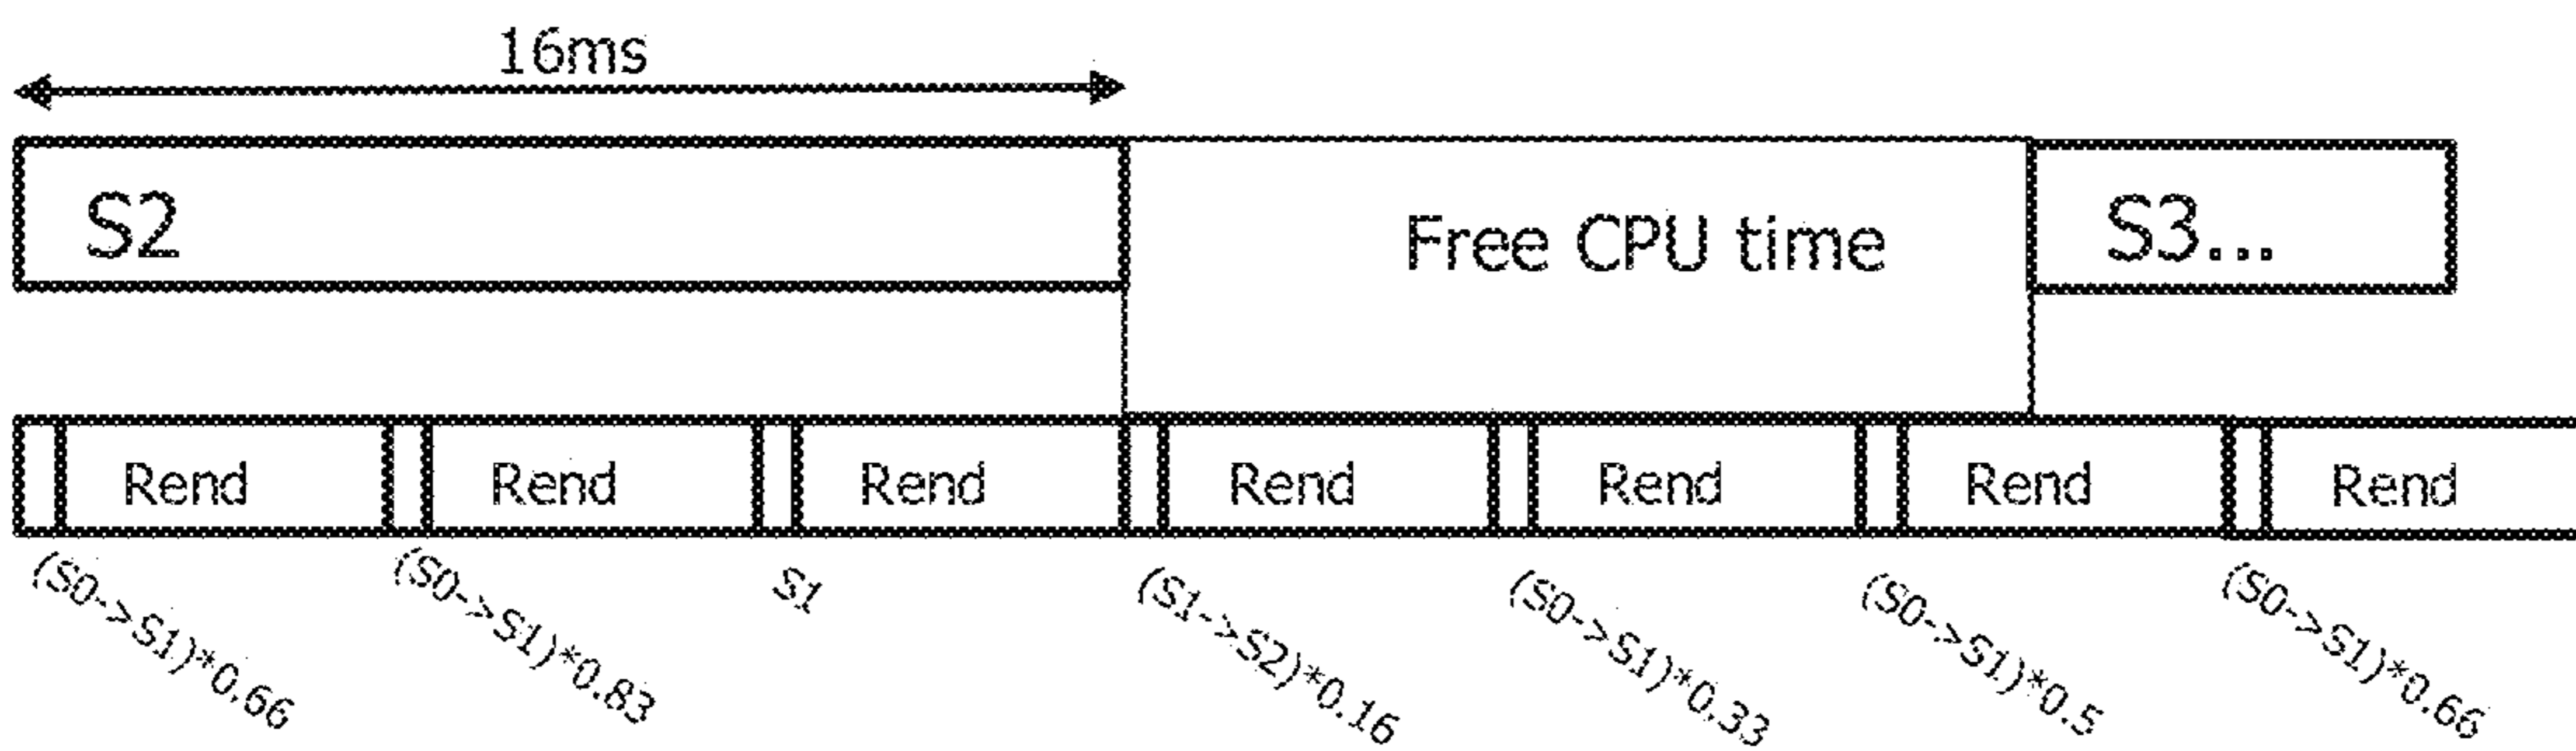 16ms
S2
Free CPU time
S3...
Rend
Rend
Rend
Rend
Rend
Rend
Rend
(S0->S1)*0.66
(S0->S1)*0.83
S1
(S1->S2)*0.16
(S0->S1)*0.33
(S0->S1)*0.5
(S0->S1)*0.66